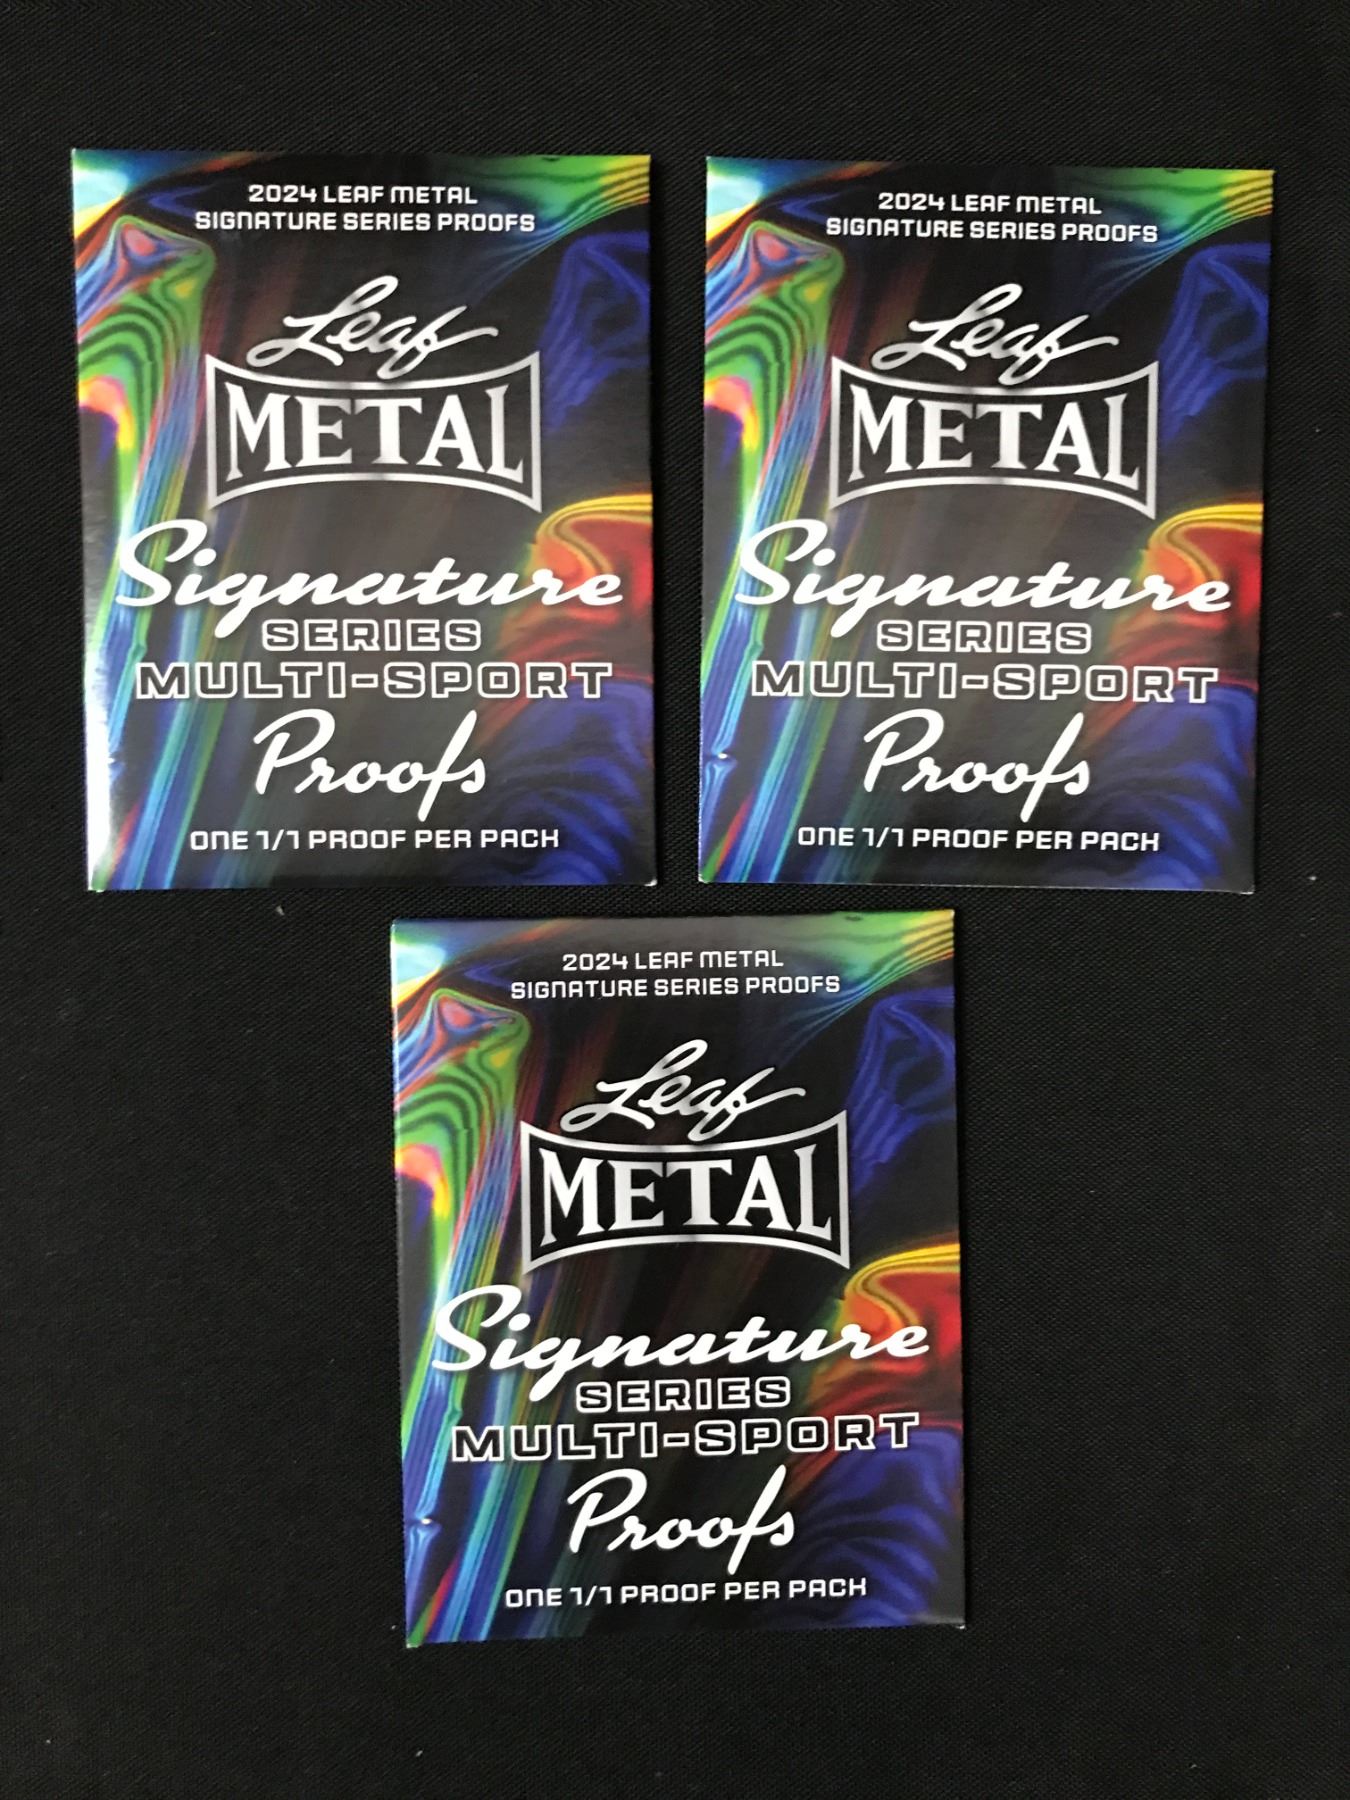 2024 LEAF METAL
SIGNATURE SERIES PROOFS
Leaf
METAL
Signature
SERIES
MULTI-SPORT
Proofs
ONE 1/1 PROOF PER PACK
2024 LEAF METAL
SIGNATURE SERIES PROOFS
Leaf
METAL
Signature
SERIES
MULTI-SPORT
Proofs
ONE 1/1 PROOF PER PACK
2024 LEAF METAL
SIGNATURE SERIES PROOFS
Leaf
METAL
Signature
SERIES
MULTI-SPORT
Proofs
ONE 1/1 PROOF PER PACK